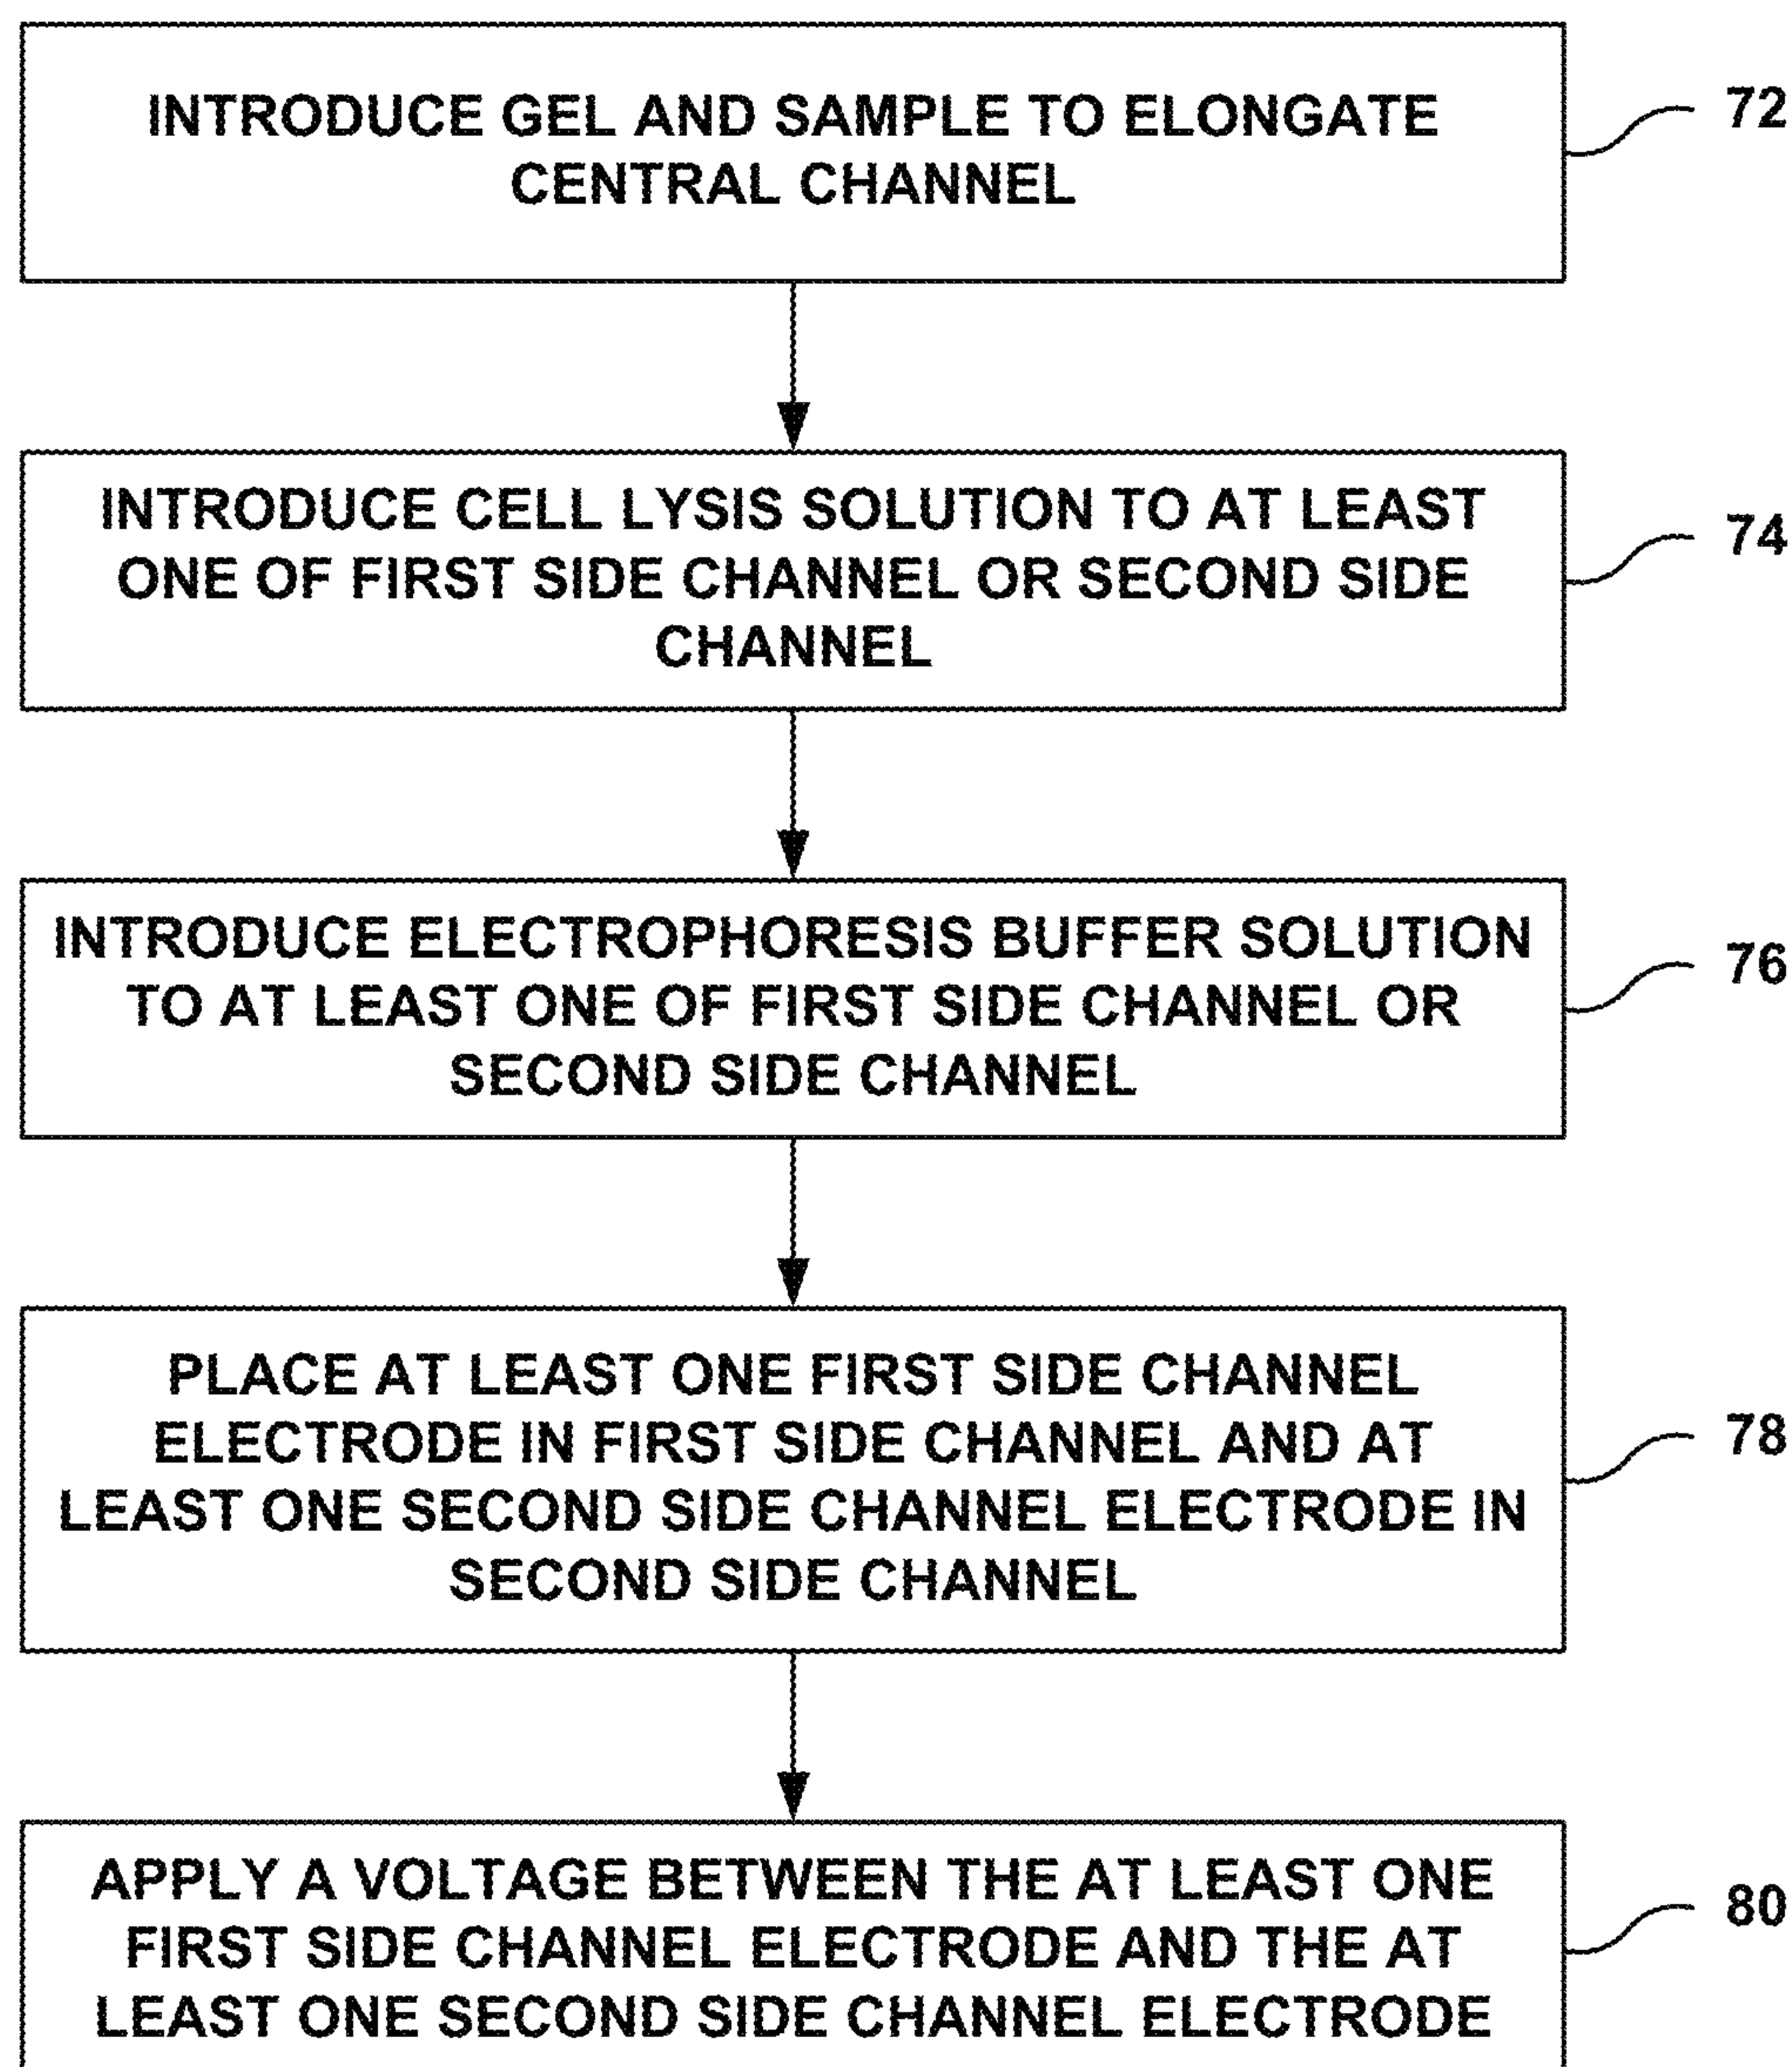 INTRODUCE GEL AND SAMPLE TO ELONGATE
CENTRAL CHANNEL
72
INTRODUCE CELL LYSIS SOLUTION TO AT LEAST
ONE OF FIRST SIDE CHANNEL OR SECOND SIDE
CHANNEL
74
INTRODUCE ELECTROPHORESIS BUFFER SOLUTION
TO AT LEAST ONE OF FIRST SIDE CHANNEL OR
SECOND SIDE CHANNEL
76
PLACE AT LEAST ONE FIRST SIDE CHANNEL
ELECTRODE IN FIRST SIDE CHANNEL AND AT
LEAST ONE SECOND SIDE CHANNEL ELECTRODE IN
SECOND SIDE CHANNEL
78
APPLY A VOLTAGE BETWEEN THE AT LEAST ONE
FIRST SIDE CHANNEL ELECTRODE AND THE AT
LEAST ONE SECOND SIDE CHANNEL ELECTRODE
80